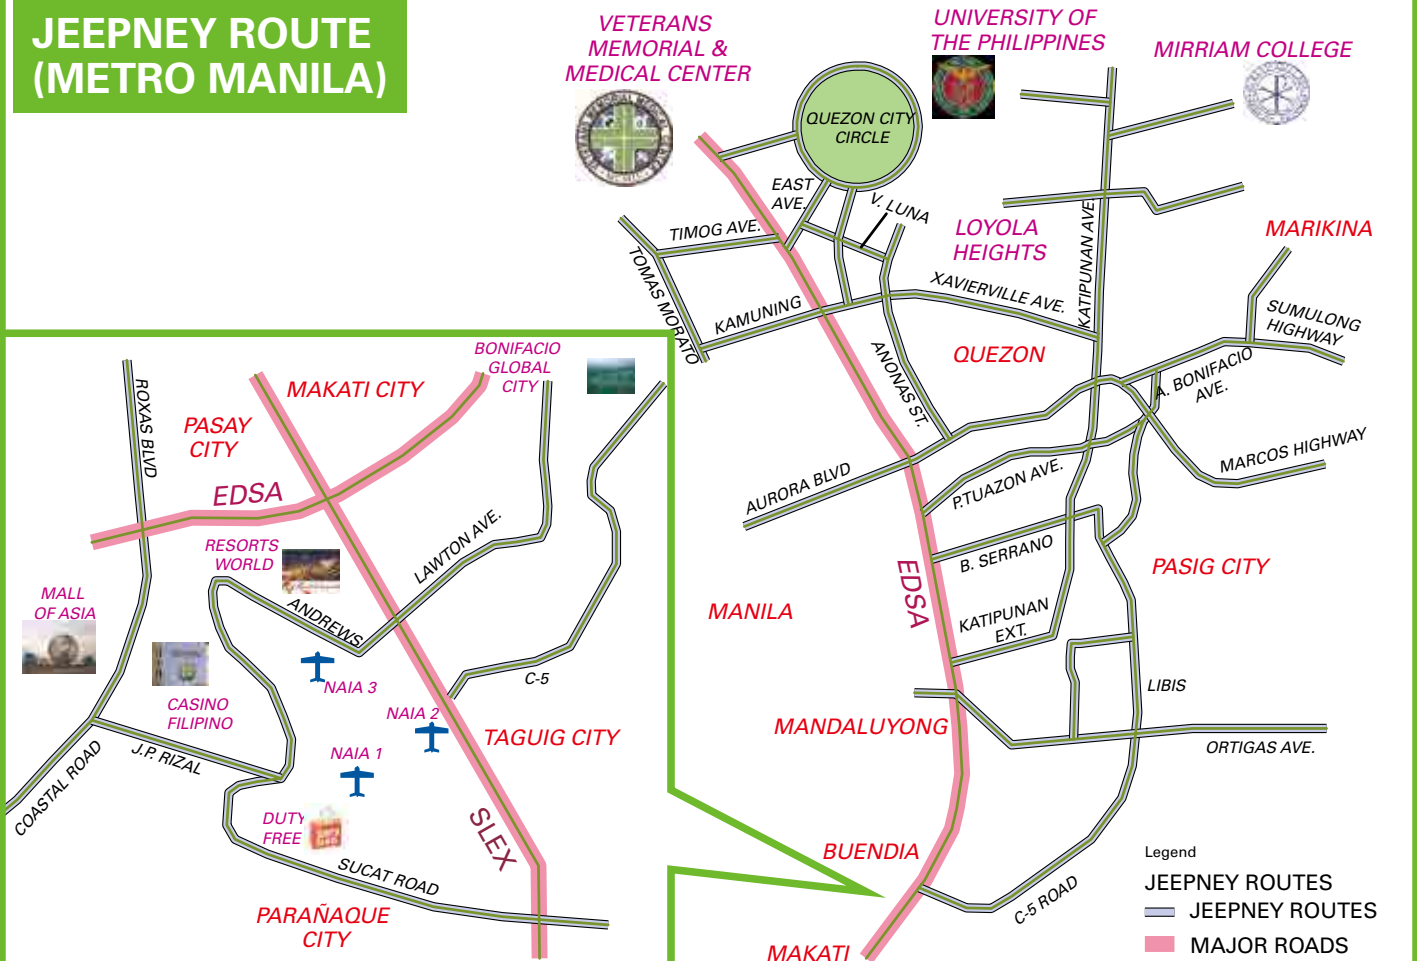 JEEPNEY ROUTE
(METRO MANILA)
VETERANS
MEMORIAL &
MEDICAL CENTER
UNIVERSITY OF
THE PHILIPPINES
MIRRIAM COLLEGE
QUEZON CITY
CIRCLE
EAST
AVE.
V. LUNA
TIMOG AVE.
TOMAS MORATO
KAMUNING
LOYOLA
HEIGHTS
KATIPUNAN AVE
MARIKINA
XAVIERVILLE AVE.
SUMULONG
HIGHWAY
QUEZON
ANONAS ST.
A. BONIFACIO
AVE.
MARCOS HIGHWAY
AURORA BLVD
P.TUAZON AVE.
B. SERRANO
EDSA
PASIG CITY
MANILA
KATIPUNAN
EXT.
LIBIS
MANDALUYONG
ORTIGAS AVE.
BUENDIA
C-5 ROAD
MAKATI
BONIFACIO
GLOBAL
CITY
MAKATI CITY
ROXAS BLVD
PASAY
CITY
EDSA
RESORTS
WORLD
LAWTON AVE.
MALL
OF ASIA
ANDREWS
NAIA 3
C-5
CASINO
FILIPINO
NAIA 2
TAGUIG CITY
J.P. RIZAL
NAIA 1
COASTAL ROAD
DUTY
FREE
SLEX
SUCAT ROAD
PARAÑAQUE
CITY
Legend
JEEPNEY ROUTES
JEEPNEY ROUTES
MAJOR ROADS